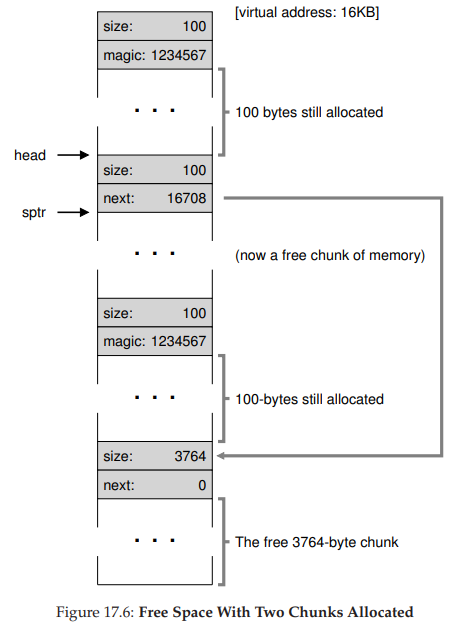 [virtual address: 16KB]
size: 100
magic: 1234567
. . .
100 bytes still allocated
head
size: 100
next: 16708
sptr
. . .
(now a free chunk of memory)
size: 100
magic: 1234567
. . .
100-bytes still allocated
size: 3764
next: 0
. . .
The free 3764-byte chunk
Figure 17.6: Free Space With Two Chunks Allocated